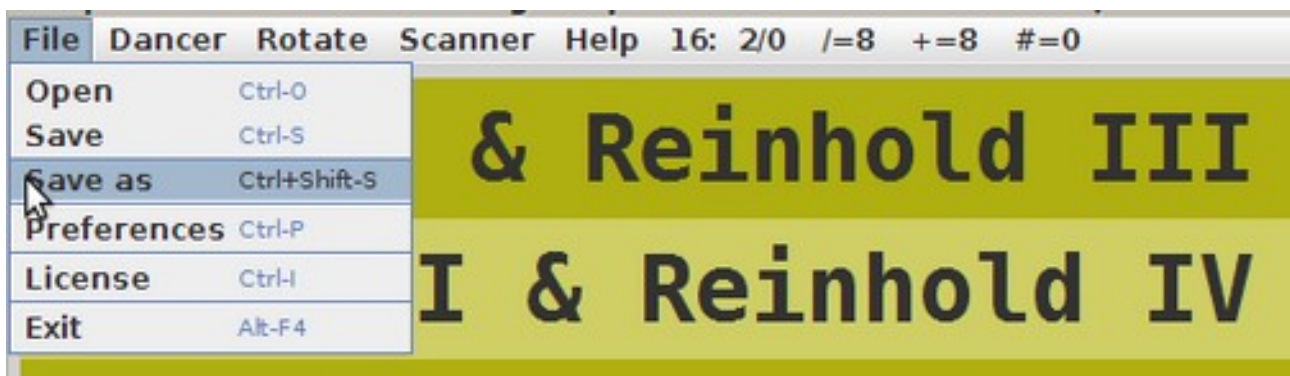 File Dancer Rotate Scanner Help 16: 2/0 /=8 +=8 #=0
Open Ctrl-O
Save Ctrl-S
Save as Ctrl+Shift-S
Preferences Ctrl-P
License Ctrl-I
Exit Alt-F4
& Reinhold III
I & Reinhold IV